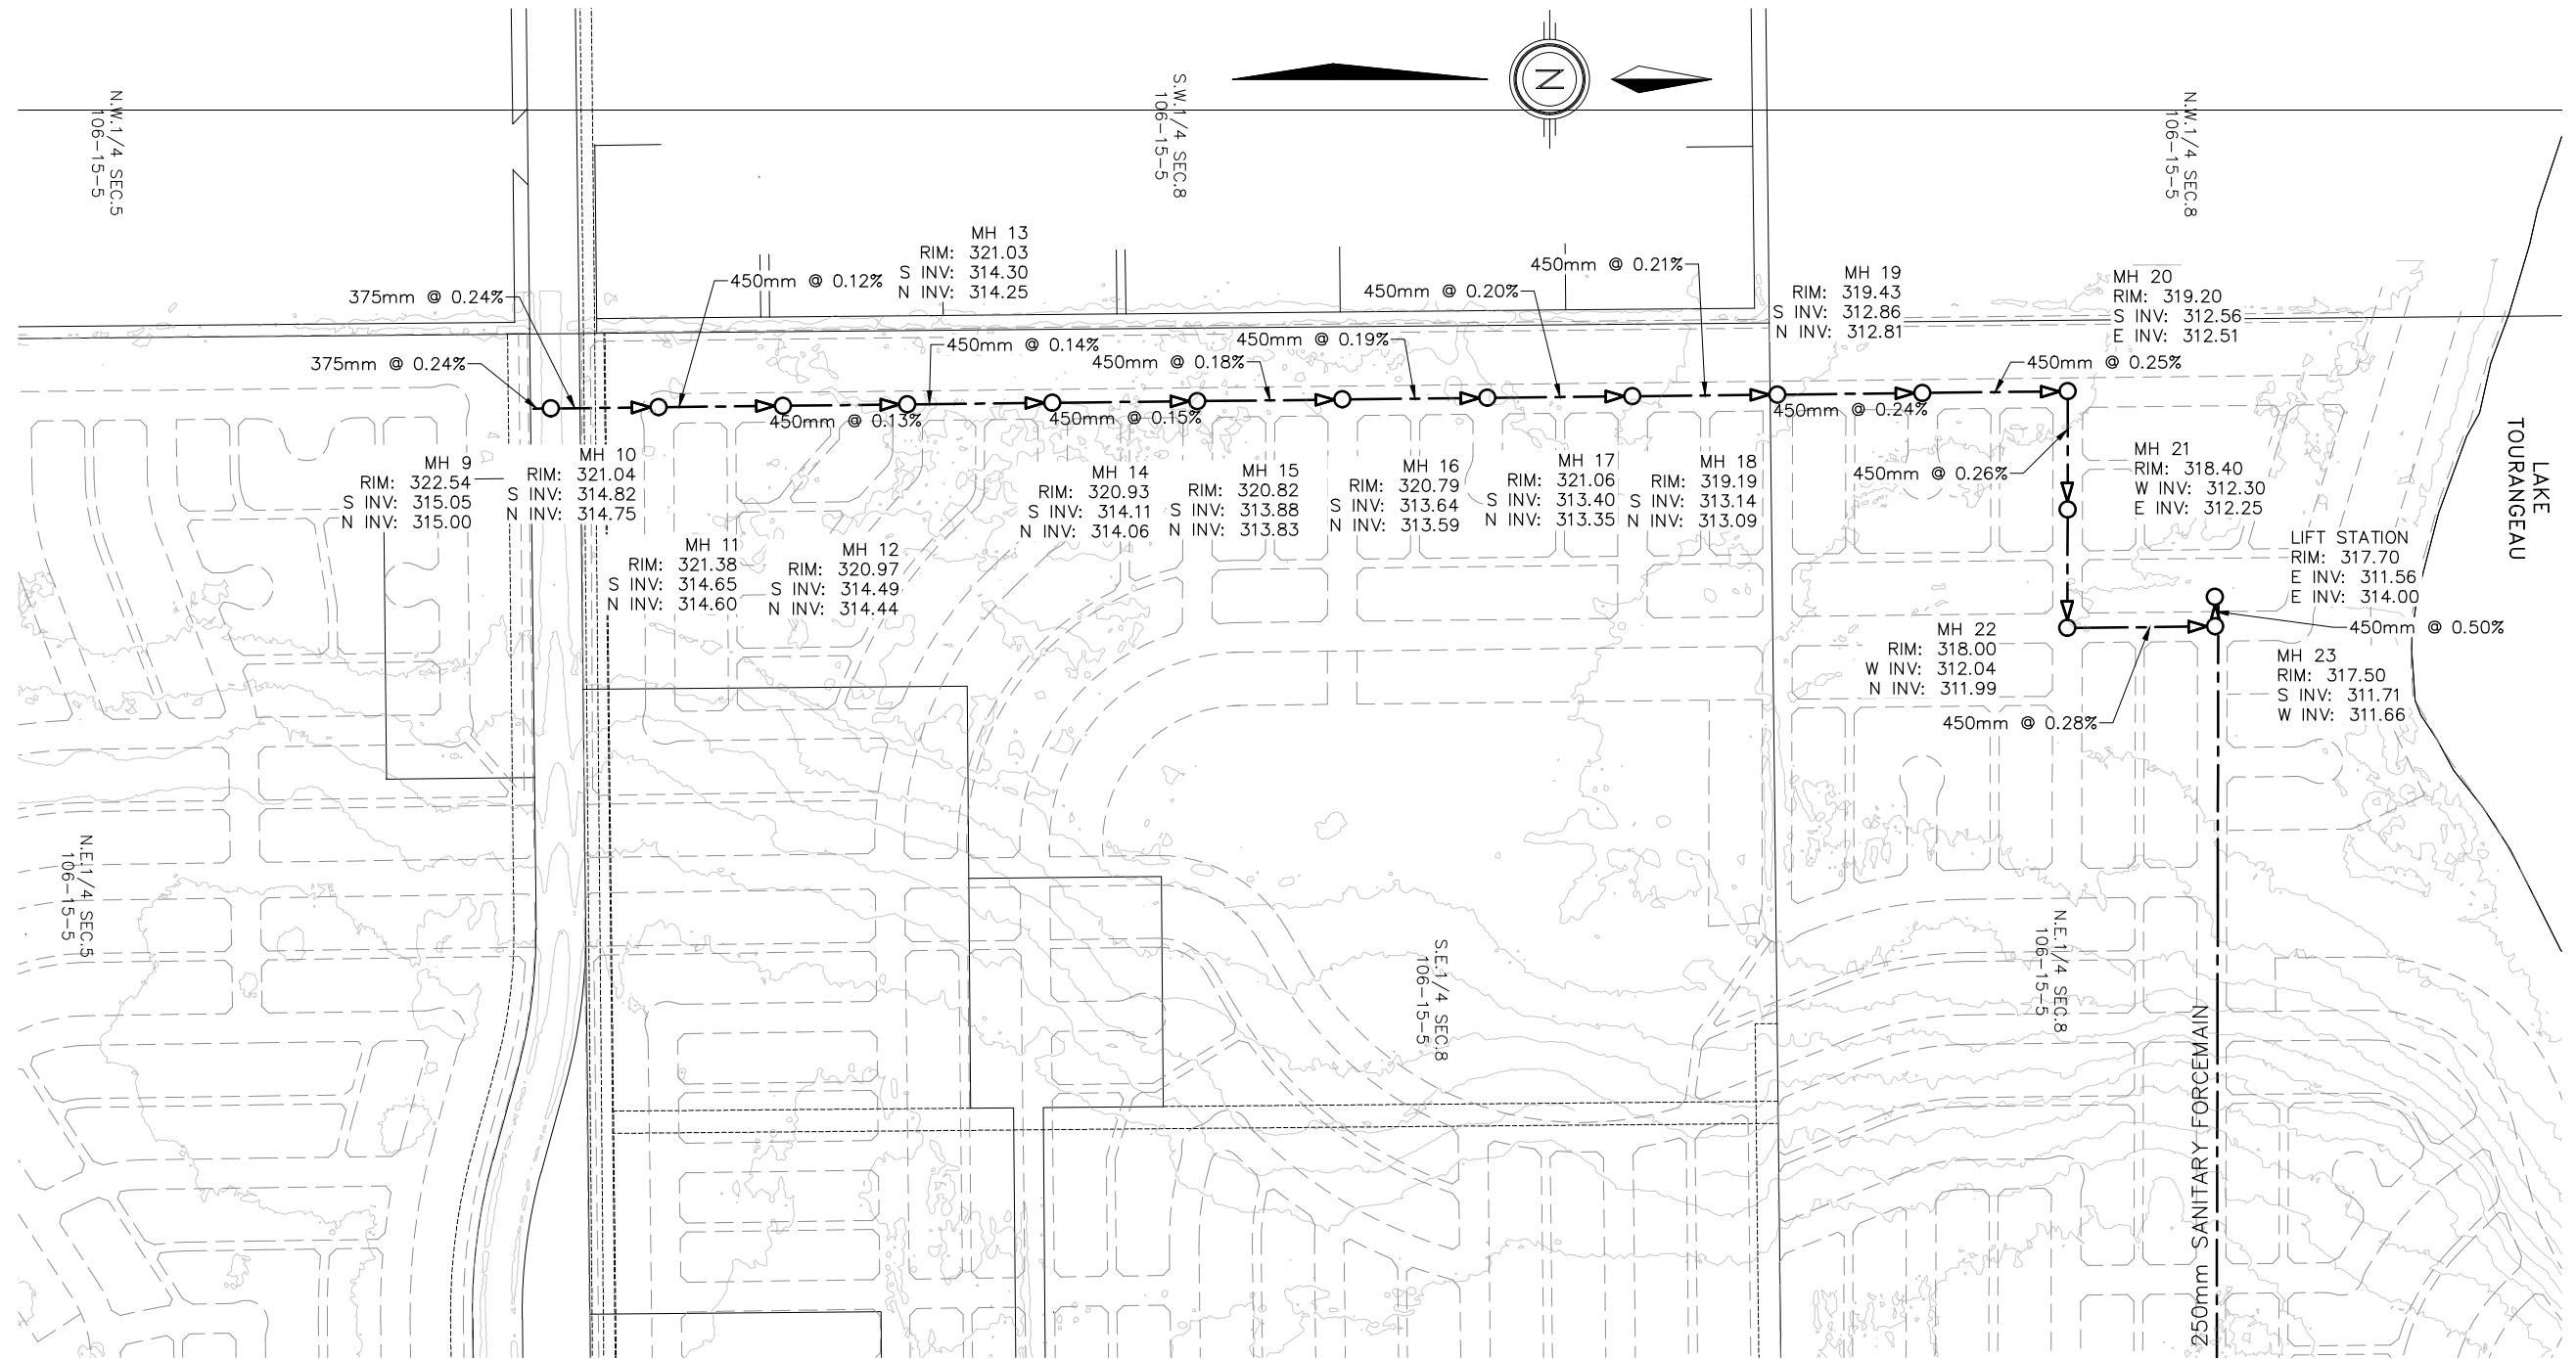 N.W.1/4 SEC.5
106-15-5
S.W.1/4 SEC.8
106-15-5
N
N.W.1/4 SEC.8
106-15-5
MH 13
RIM: 321.03
S INV: 314.30
N INV: 314.25
450mm @ 0.21%
MH 19
RIM: 319.43
S INV: 312.86
N INV: 312.81
MH 20
RIM: 319.20
S INV: 312.56
E INV: 312.51
375mm @ 0.24%
450mm @ 0.12%
450mm @ 0.20%
450mm @ 0.14%
450mm @ 0.19%
375mm @ 0.24%
450mm @ 0.18%
450mm @ 0.25%
450mm @ 0.13%
450mm @ 0.15%
450mm @ 0.24%
LAKE
TOURANGEAU
MH 9
RIM: 322.54
S INV: 315.05
N INV: 315.00
MH 10
RIM: 321.04
S INV: 314.82
N INV: 314.75
MH 14
RIM: 320.93
S INV: 314.11
N INV: 314.06
MH 15
RIM: 320.82
S INV: 313.88
N INV: 313.83
MH 16
RIM: 320.79
S INV: 313.64
N INV: 313.59
MH 17
RIM: 321.06
S INV: 313.40
N INV: 313.35
MH 18
RIM: 319.19
S INV: 313.14
N INV: 313.09
450mm @ 0.26%
MH 21
RIM: 318.40
W INV: 312.30
E INV: 312.25
MH 11
RIM: 321.38
S INV: 314.65
N INV: 314.60
MH 12
RIM: 320.97
S INV: 314.49
N INV: 314.44
LIFT STATION
RIM: 317.70
E INV: 311.56
E INV: 314.00
450mm @ 0.50%
MH 22
RIM: 318.00
W INV: 312.04
N INV: 311.99
MH 23
RIM: 317.50
S INV: 311.71
W INV: 311.66
450mm @ 0.28%
N.E.1/4 SEC.5
106-15-5
S.E.1/4 SEC.8
106-15-5
N.E.1/4 SEC.8
106-15-5
250mm SANITARY FORCEMAIN